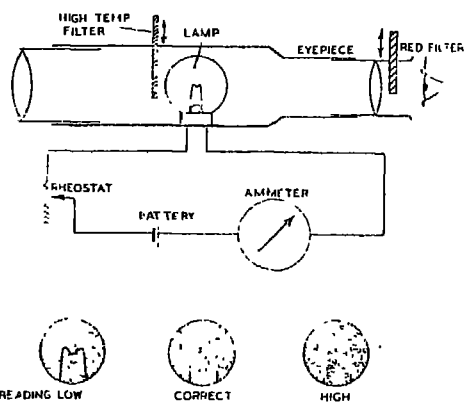 HIGH TEMP
FILTER
LAMP
EYEPIECE
RED FILTER
RHEOSTAT
BATTERY
AMMETER
READING LOW
CORRECT
HIGH